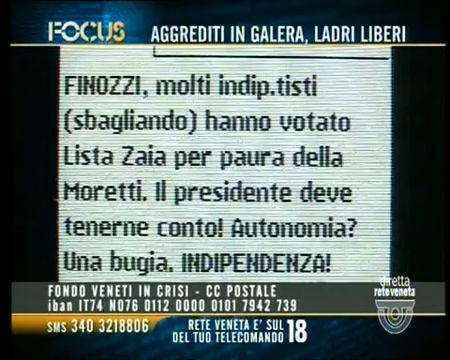 FOCUS
AGGREDITI IN GALERA, LADRI LIBERI
FINOZZI, molti indip.tisti
(sbagliando) hanno votato
Lista Zaia per paura della
Moretti. Il presidente deve
tenerne conto! Autonomia?
Una bugia. INDIPENDENZA!
FONDO VENETI IN CRISI - CC POSTALE
iban IT74 N076 0112 0000 0101 7942 739
diretta
reteveneta
SMS 340 3218806
RETE VENETA E' SUL
DEL TUO TELECOMANDO 18